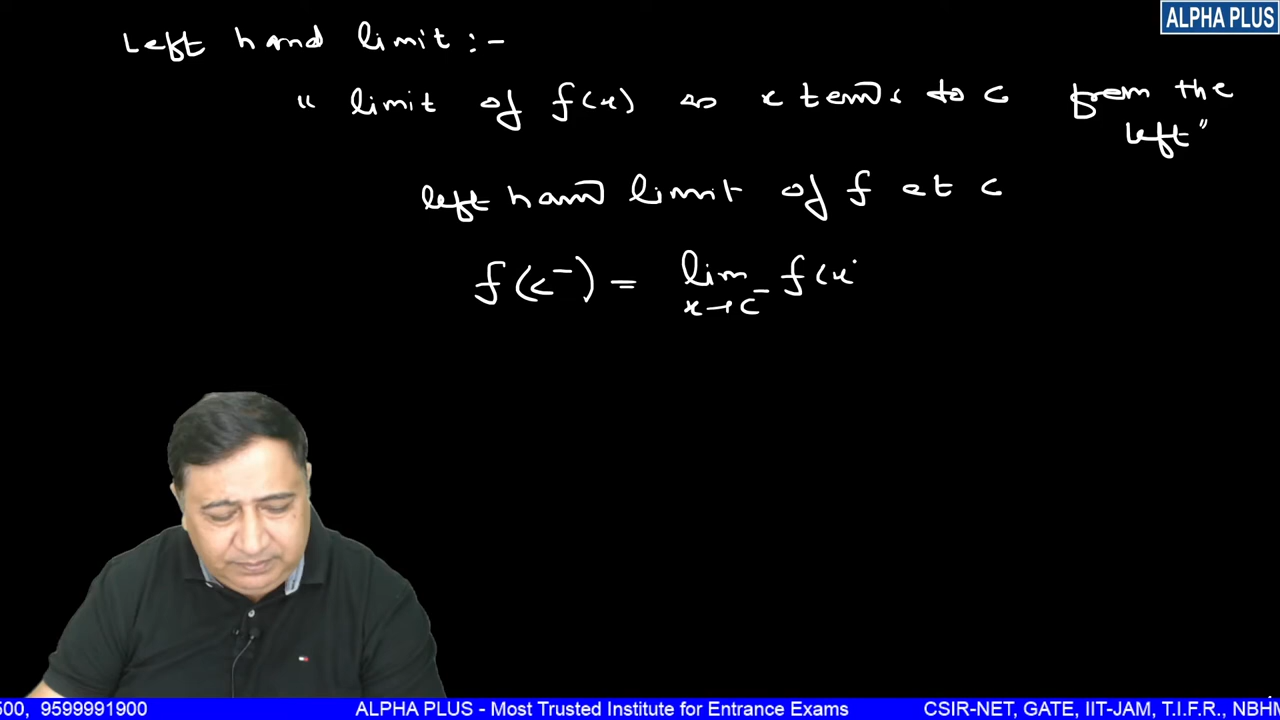 ALPHA PLUS
Left hand limit :-
" limit of f(x) as x tends to c from the
left"
left hand limit of f at c
f(c⁻) = lim f(x
x→c⁻
500, 9599991900 ALPHA PLUS - Most Trusted Institute for Entrance Exams CSIR-NET, GATE, IIT-JAM, T.I.F.R., NBHM